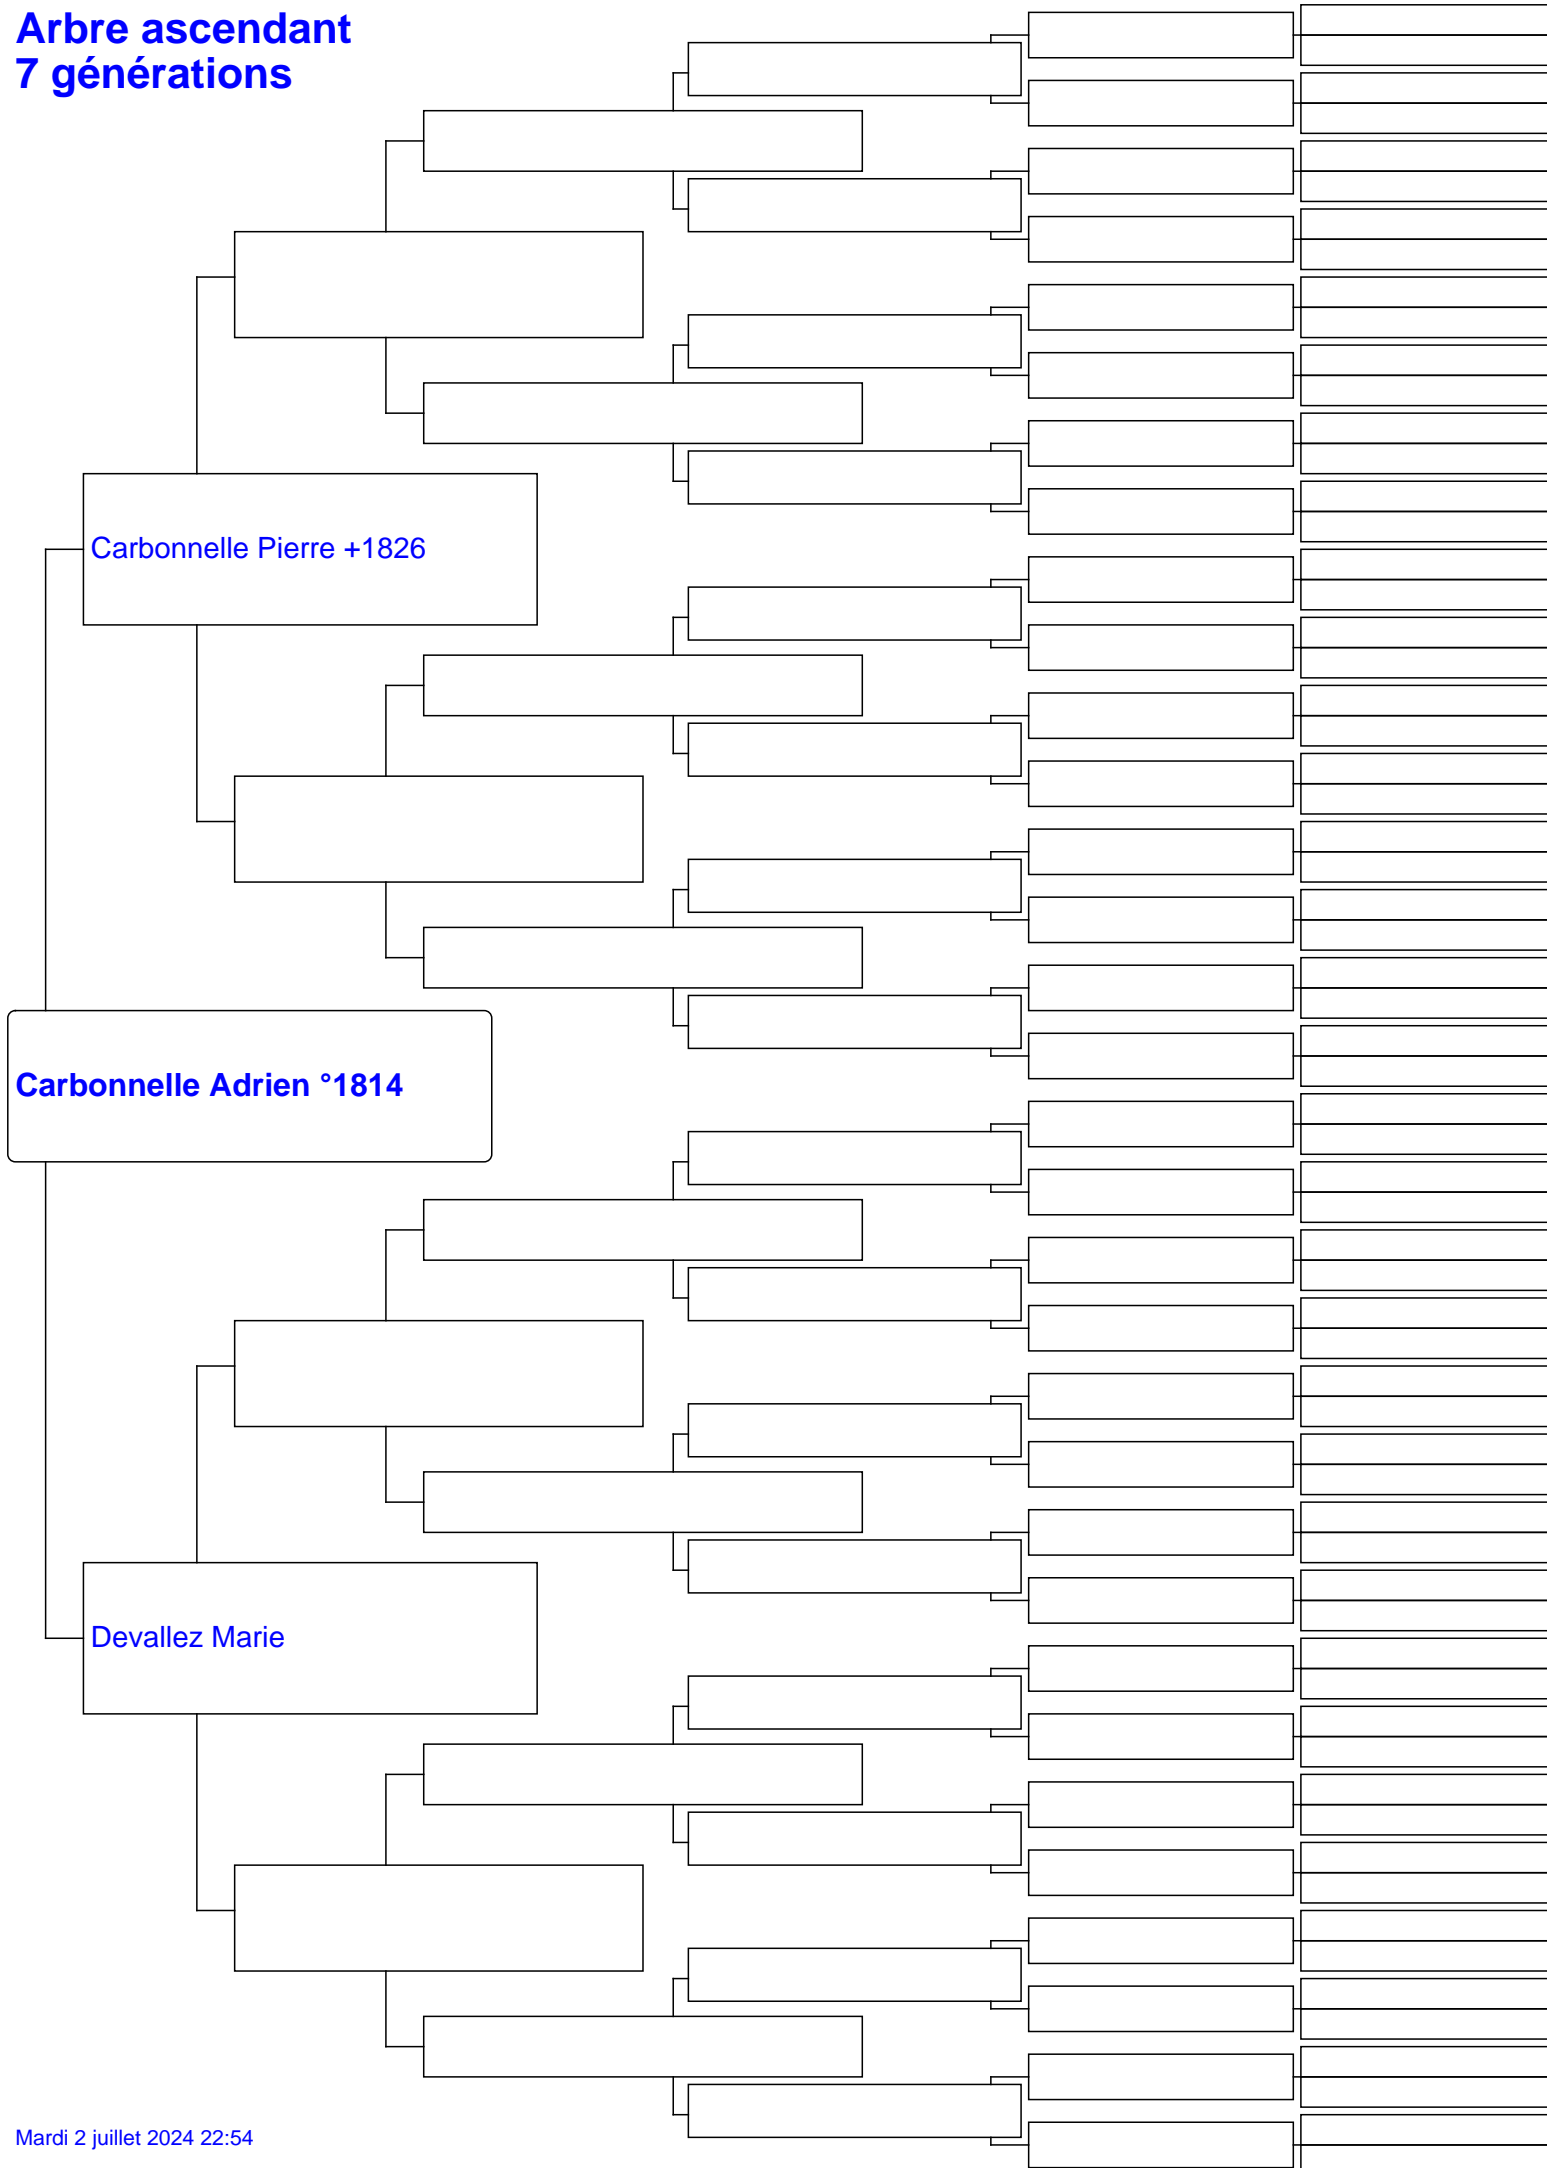 Arbre ascendant
7 générations
Carbonnelle Pierre +1826
Carbonnelle Adrien °1814
Devallez Marie
Mardi 2 juillet 2024 22:54